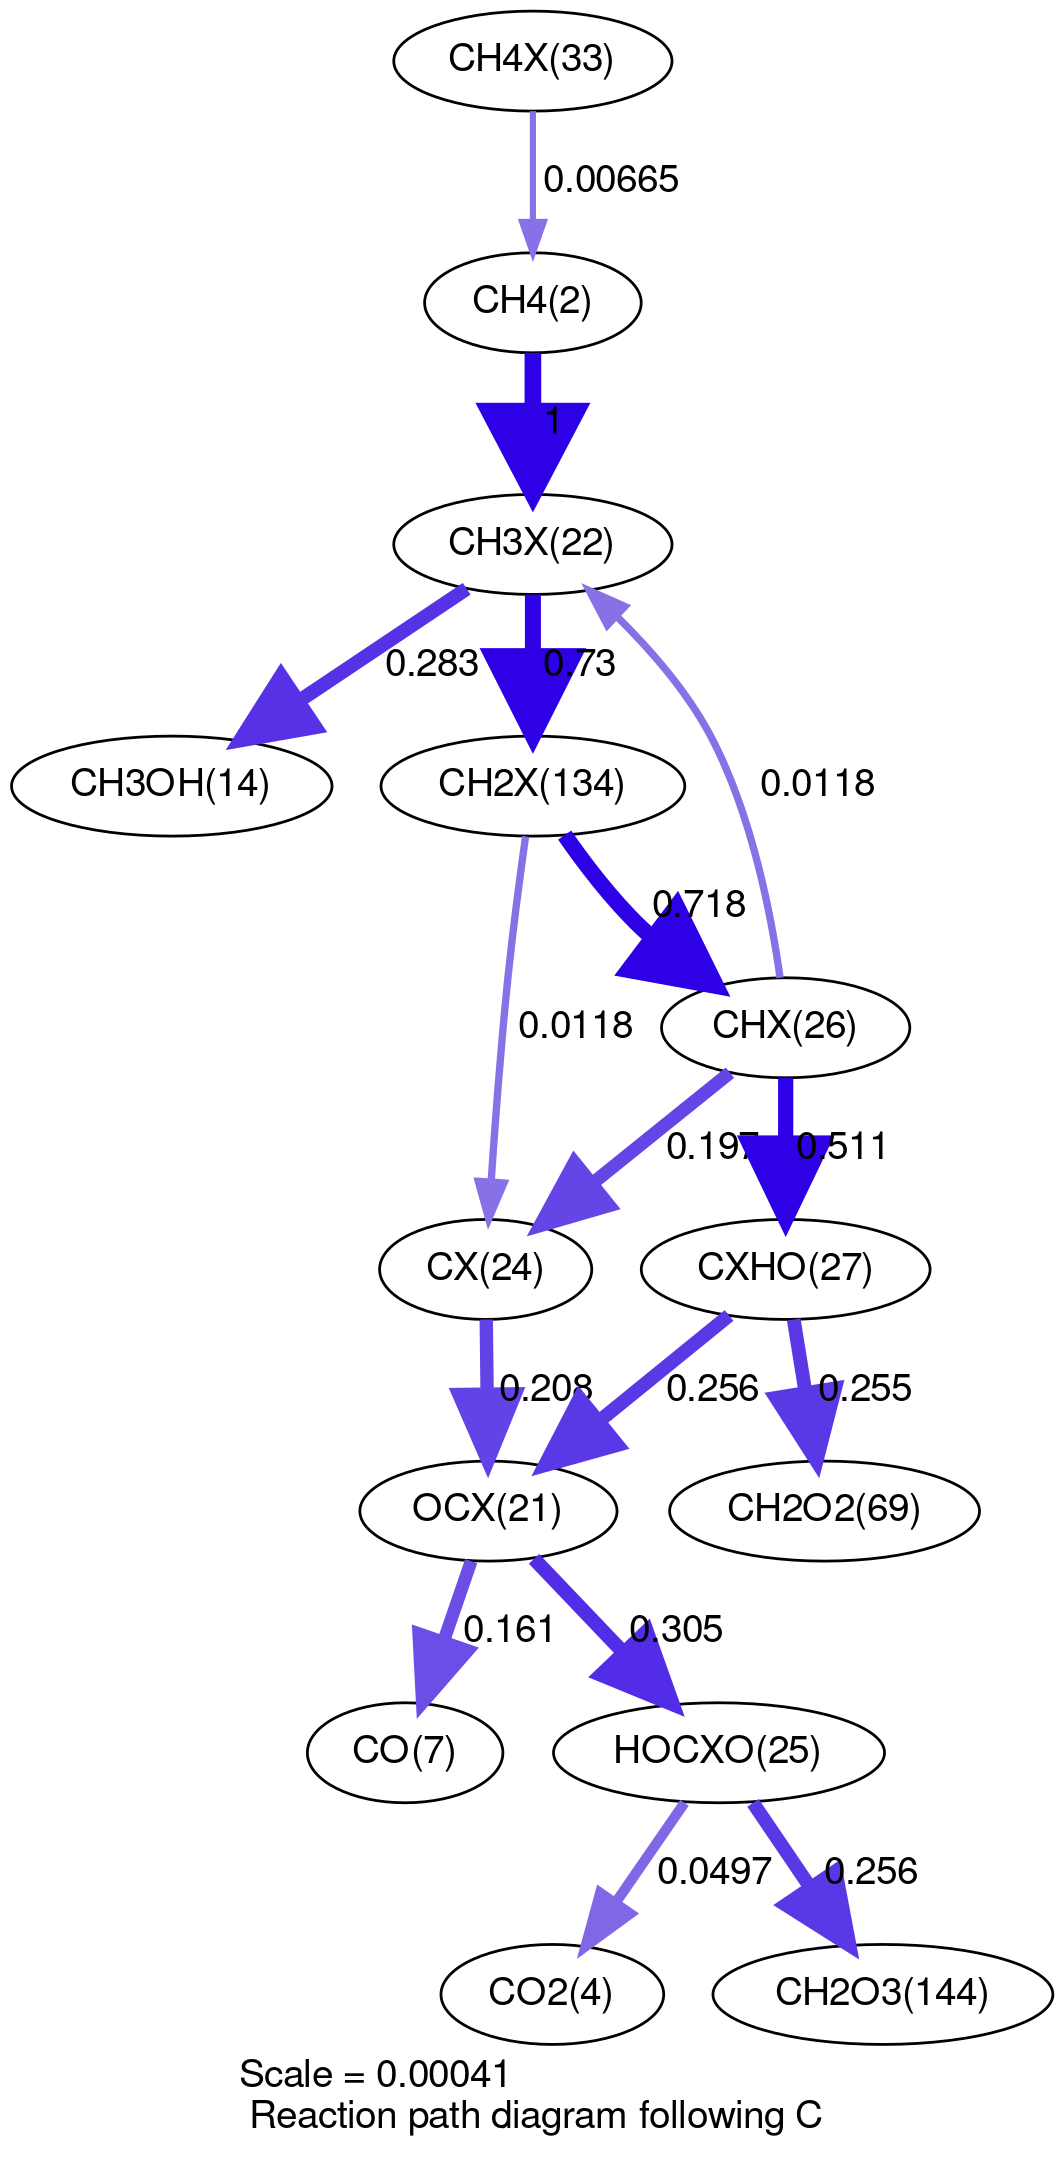 CH4X(33)
0.00665
CH4(2)
1
CH3X(22)
0.283
0.73
CH3OH(14)
CH2X(134)
0.0118
0.718
0.0118
CHX(26)
0.197
0.511
CX(24)
CXHO(27)
0.208
0.256
0.255
OCX(21)
CH2O2(69)
0.161
0.305
CO(7)
HOCXO(25)
0.0497
0.256
CO2(4)
CH2O3(144)
Scale = 0.00041
Reaction path diagram following C